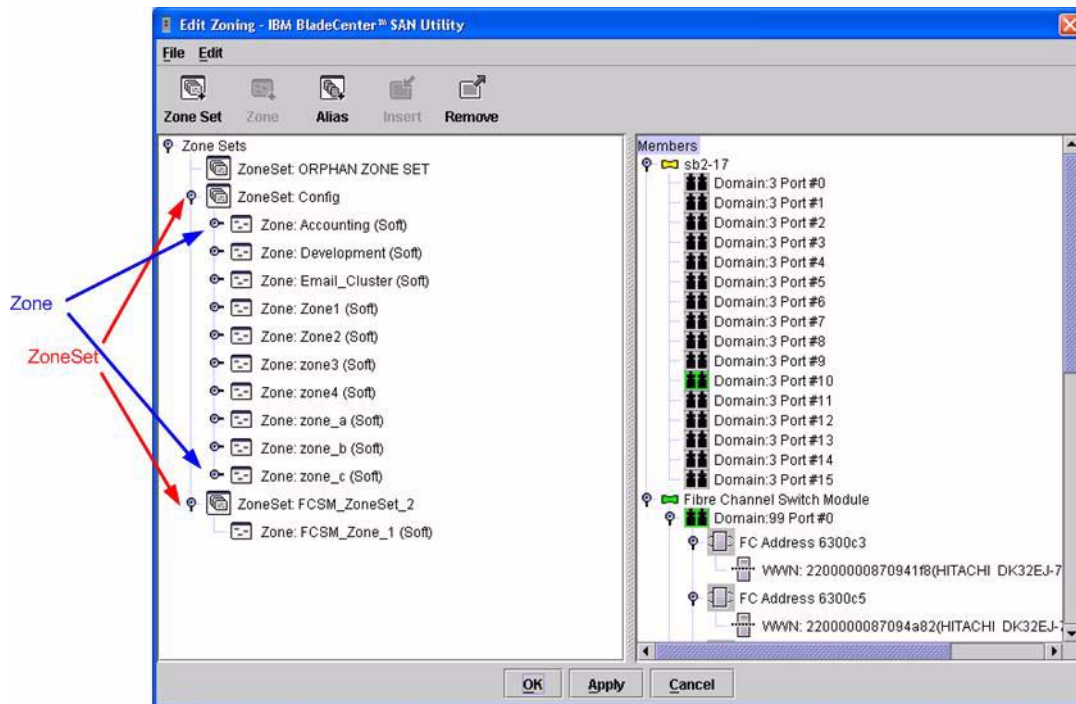 Edit Zoning - IBM BladeCenter™ SAN Utility
File Edit
Zone Set Zone Alias Insert Remove
Zone Sets
ZoneSet: ORPHAN ZONE SET
ZoneSet: Config
Zone: Accounting (Soft)
Zone: Development (Soft)
Zone: Email_Cluster (Soft)
Zone: Zone1 (Soft)
Zone: Zone2 (Soft)
Zone: zone3 (Soft)
Zone: zone4 (Soft)
Zone: zone_a (Soft)
Zone: zone_b (Soft)
Zone: zone_c (Soft)
ZoneSet: FCSM_ZoneSet_2
Zone: FCSM_Zone_1 (Soft)
Zone
ZoneSet
Members
sb2-17
Domain:3 Port#0
Domain:3 Port#1
Domain:3 Port#2
Domain:3 Port#3
Domain:3 Port#4
Domain:3 Port#5
Domain:3 Port#6
Domain:3 Port#7
Domain:3 Port#8
Domain:3 Port#9
Domain:3 Port#10
Domain:3 Port#11
Domain:3 Port#12
Domain:3 Port#13
Domain:3 Port#14
Domain:3 Port#15
Fibre Channel Switch Module
Domain:99 Port#0
FC Address 6300c3
WWN: 22000000870941f8(HITACHI DK32EJ-7
FC Address 6300c5
WWN: 2200000087094a82(HITACHI DK32EJ-7
OK Apply Cancel